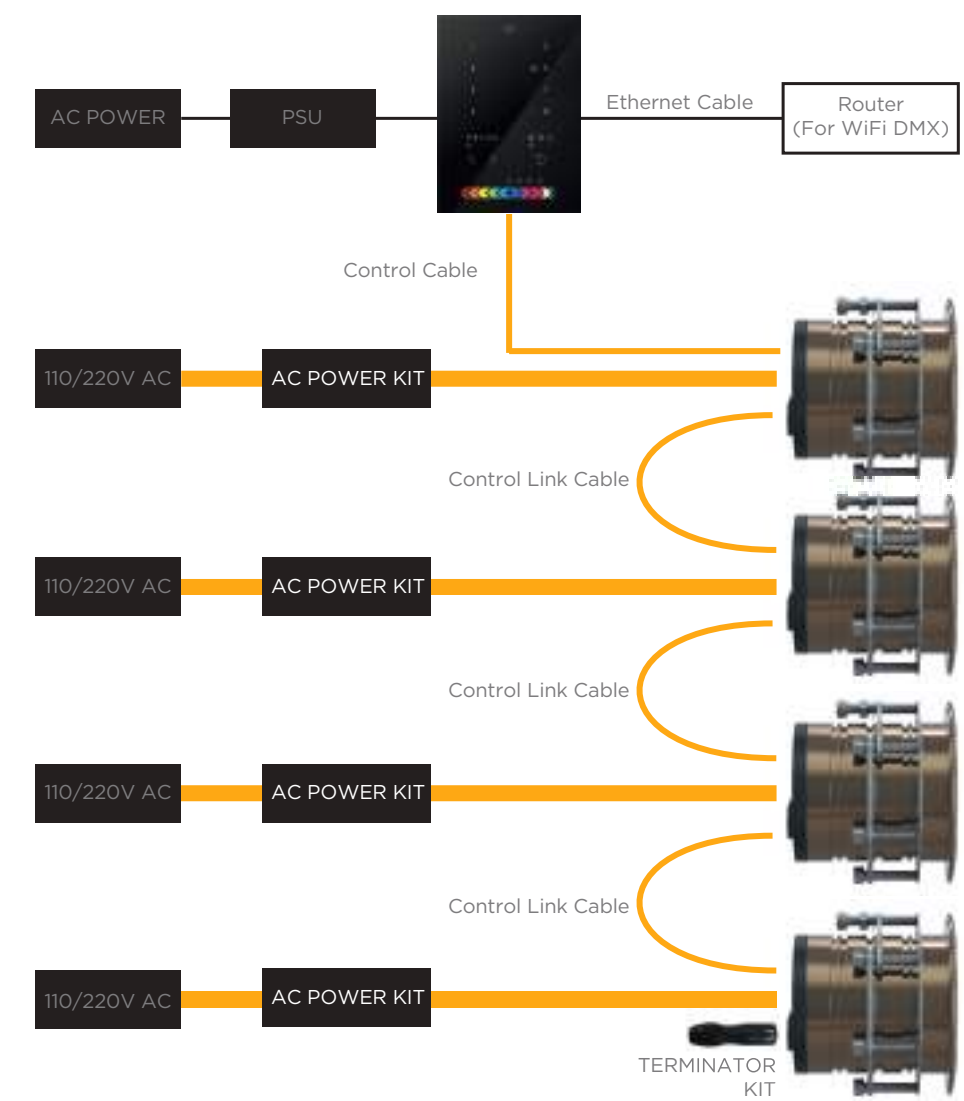 AC POWER
PSU
Ethernet Cable
Router
(For WiFi DMX)
Control Cable
110/220V AC
AC POWER KIT
Control Link Cable
110/220V AC
AC POWER KIT
Control Link Cable
110/220V AC
AC POWER KIT
Control Link Cable
110/220V AC
AC POWER KIT
TERMINATOR
KIT